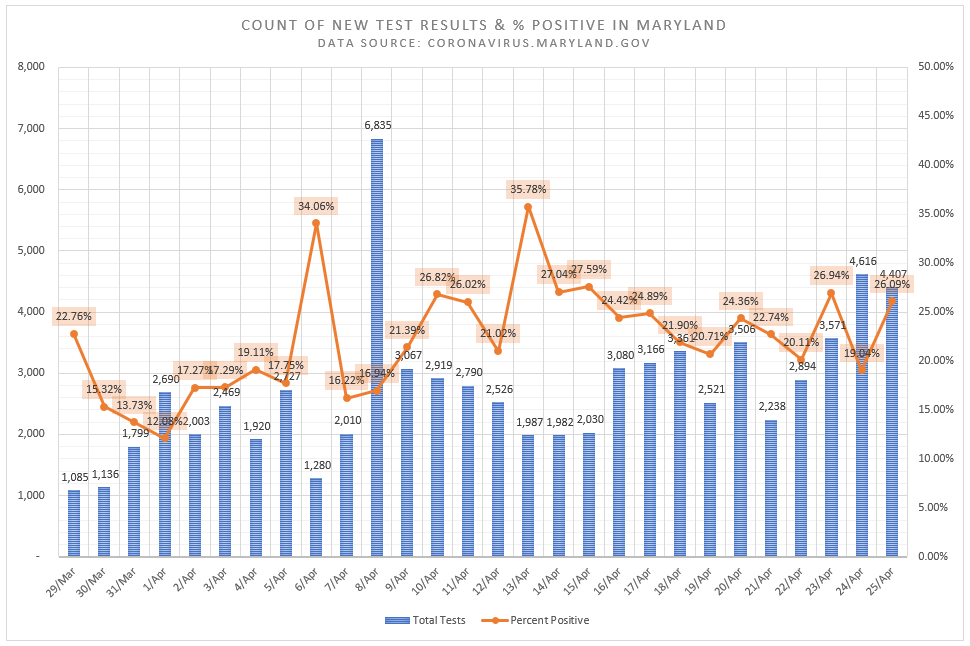 COUNT OF NEW TEST RESULTS & % POSITIVE IN MARYLAND
DATA SOURCE: CORONAVIRUS.MARYLAND.GOV
8,000
7,000
6,000
5,000
4,000
3,000
2,000
1,000
-
50.00%
45.00%
40.00%
35.00%
30.00%
25.00%
20.00%
15.00%
10.00%
5.00%
0.00%
22.76%
15.32%
13.73%
12.08%
17.27%
17.29%
19.11%
17.75%
34.06%
16.22%
16.94%
21.39%
26.82%
26.02%
21.02%
35.78%
27.04%
27.59%
24.42%
24.89%
21.90%
20.71%
24.36%
22.74%
20.11%
26.94%
19.04%
26.09%
1,085
1,136
1,799
2,690
2,003
2,469
1,920
2,727
1,280
2,010
6,835
3,067
2,919
2,790
2,526
1,987
1,982
2,030
3,080
3,166
3,361
2,521
3,506
2,238
2,894
3,571
4,616
4,407
29/Mar
30/Mar
31/Mar
1/Apr
2/Apr
3/Apr
4/Apr
5/Apr
6/Apr
7/Apr
8/Apr
9/Apr
10/Apr
11/Apr
12/Apr
13/Apr
14/Apr
15/Apr
16/Apr
17/Apr
18/Apr
19/Apr
20/Apr
21/Apr
22/Apr
23/Apr
24/Apr
25/Apr
Total Tests
Percent Positive